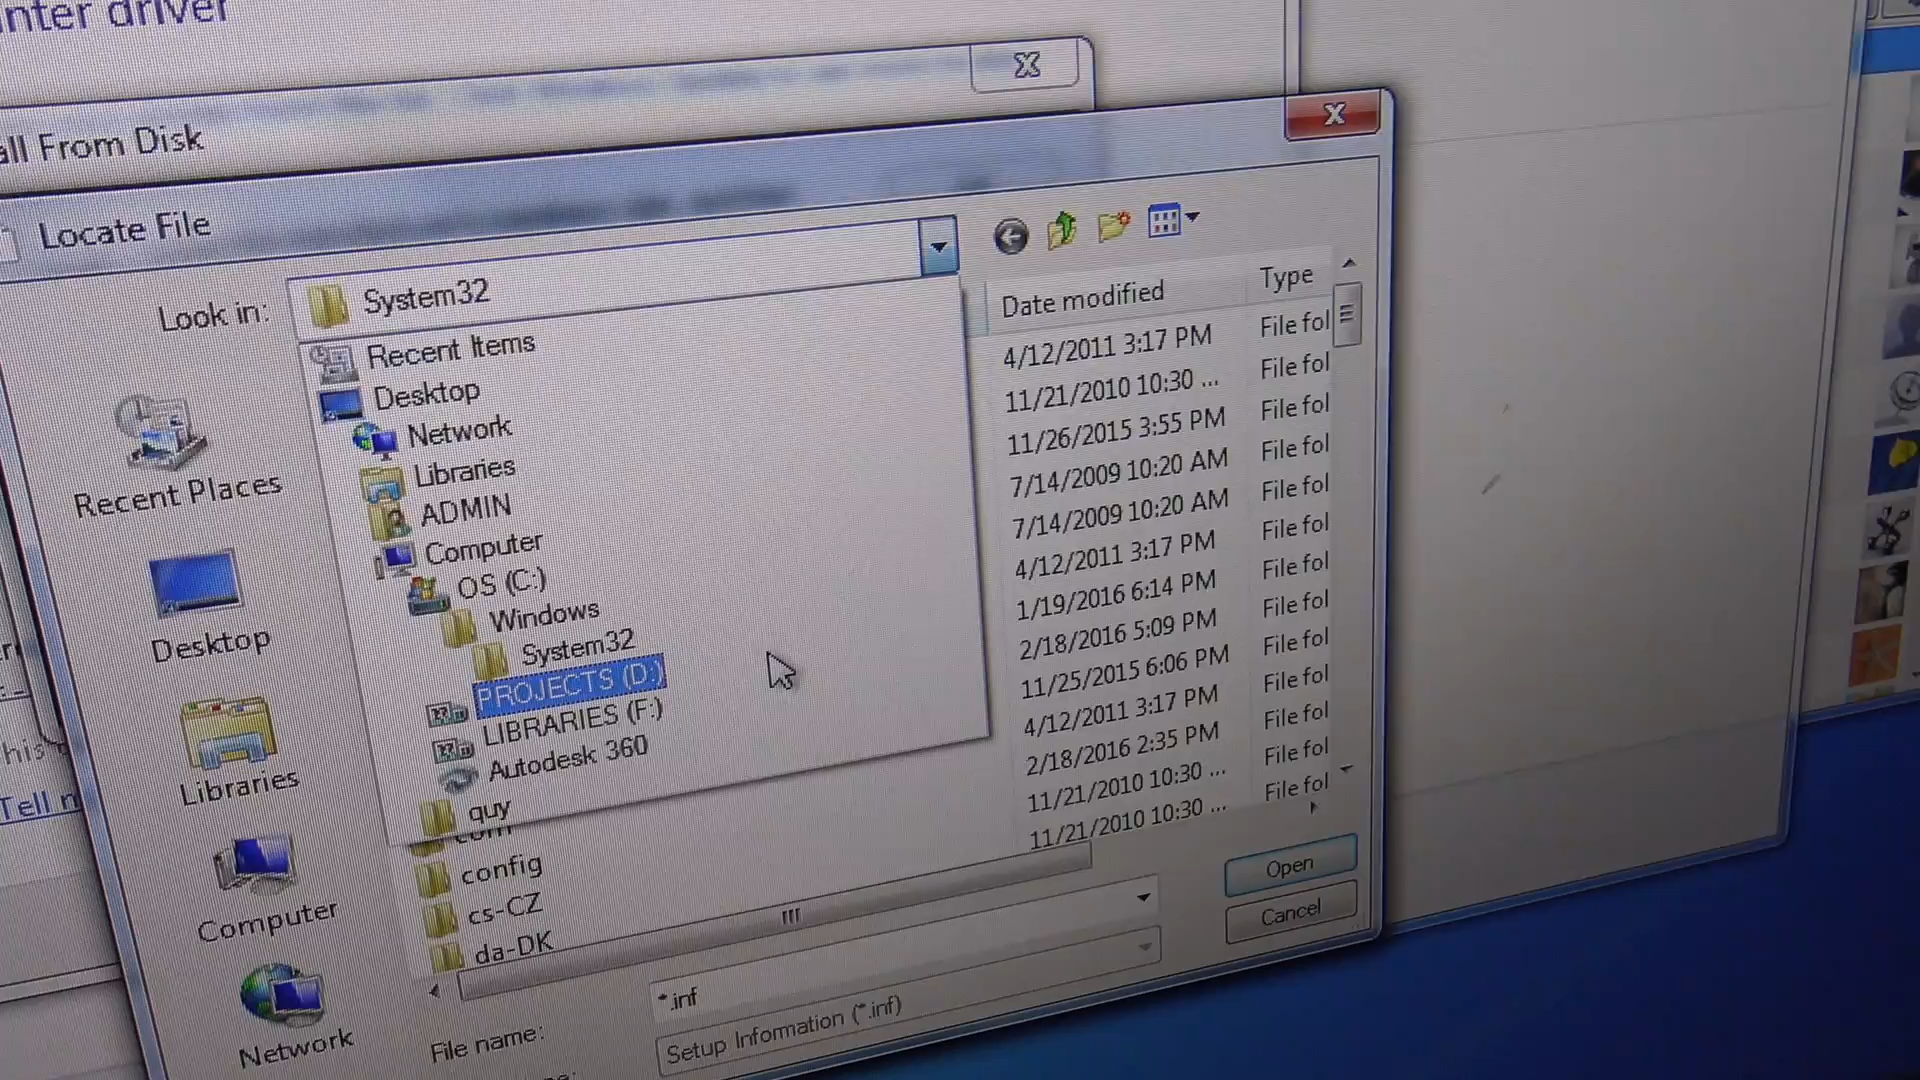 nter driver
all From Disk
Locate File
Look in:
System32
Recent Items
Desktop
Network
Libraries
ADMIN
Computer
OS (C:)
Windows
System32
PROJECTS (D:)
LIBRARIES (F:)
Autodesk 360
quy
config
cs-CZ
da-DK
Recent Places
Desktop
Libraries
Computer
Network
Date modified
Type
4/12/2011 3:17 PM
File fol
11/21/2010 10:30 ...
File fol
11/26/2015 3:55 PM
File fol
7/14/2009 10:20 AM
File fol
7/14/2009 10:20 AM
File fol
4/12/2011 3:17 PM
File fol
1/19/2016 6:14 PM
File fol
2/18/2016 5:09 PM
File fol
11/25/2015 6:06 PM
File fol
4/12/2011 3:17 PM
File fol
2/18/2016 2:35 PM
File fol
11/21/2010 10:30 ...
File fol
11/21/2010 10:30 ...
File fol
File name:
*.inf
Setup Information (*.inf)
Open
Cancel
his
Tell n